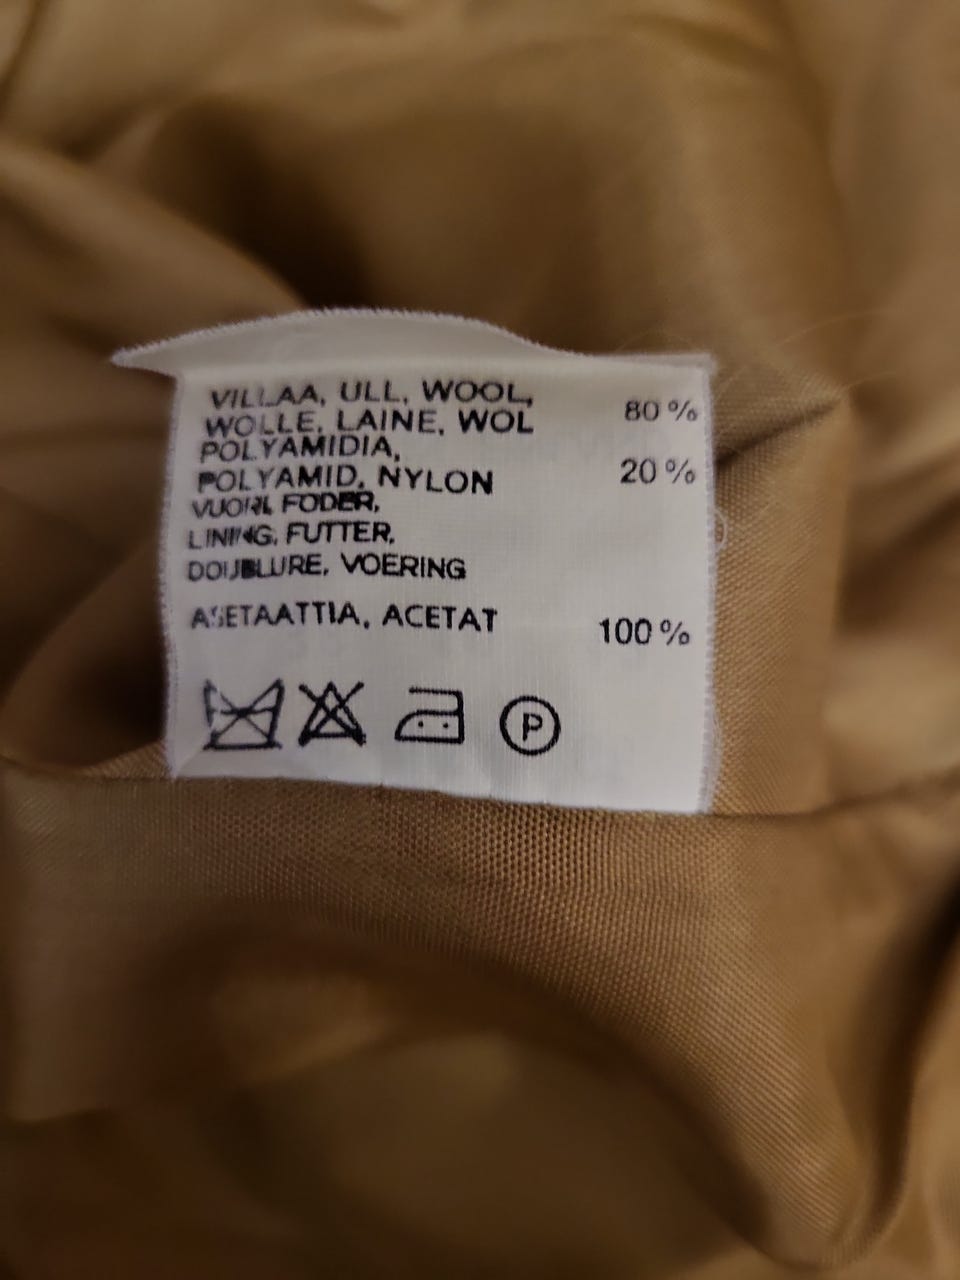 VILLAA, ULL, WOOL,
WOLLE, LAINE, WOL 80 %
POLYAMIDIA,
POLYAMID, NYLON 20 %
VUORI, FODER,
LINING, FUTTER,
DOUBLURE, VOERING
ASETAATTIA, ACETAT 100 %
P